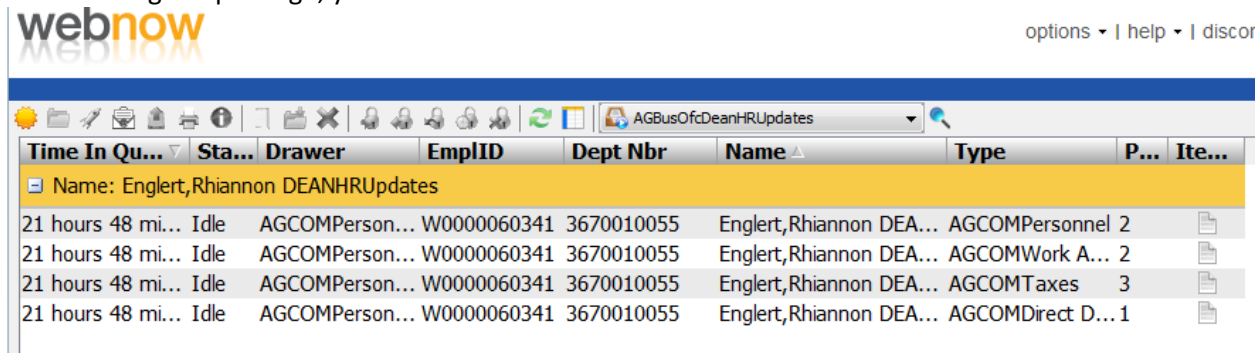 webnow
options | help | discor
AGBusOfcDeanHRUpdates
Time In Qu... Sta... Drawer EmplID Dept Nbr Name Type P... Ite...
Name: Englert,Rhiannon DEANHRUpdates
21 hours 48 mi... Idle AGCOMPerson... W0000060341 3670010055 Englert,Rhiannon DEA... AGCOMPersonnel 2
21 hours 48 mi... Idle AGCOMPerson... W0000060341 3670010055 Englert,Rhiannon DEA... AGCOMWork A... 2
21 hours 48 mi... Idle AGCOMPerson... W0000060341 3670010055 Englert,Rhiannon DEA... AGCOMTaxes 3
21 hours 48 mi... Idle AGCOMPerson... W0000060341 3670010055 Englert,Rhiannon DEA... AGCOMDirect D... 1